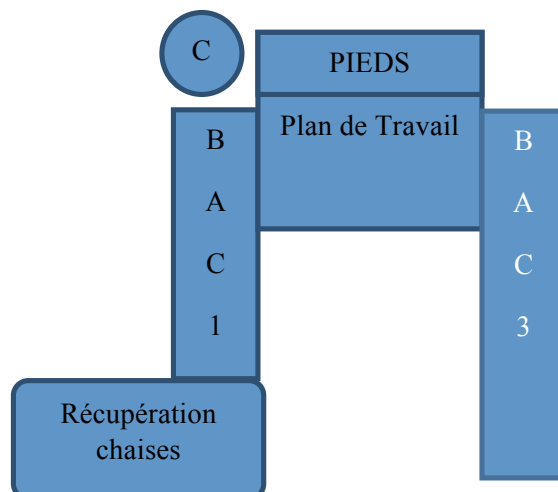 C
PIEDS
Plan de Travail
B
A
C
1
B
A
C
3
Récupération
chaises